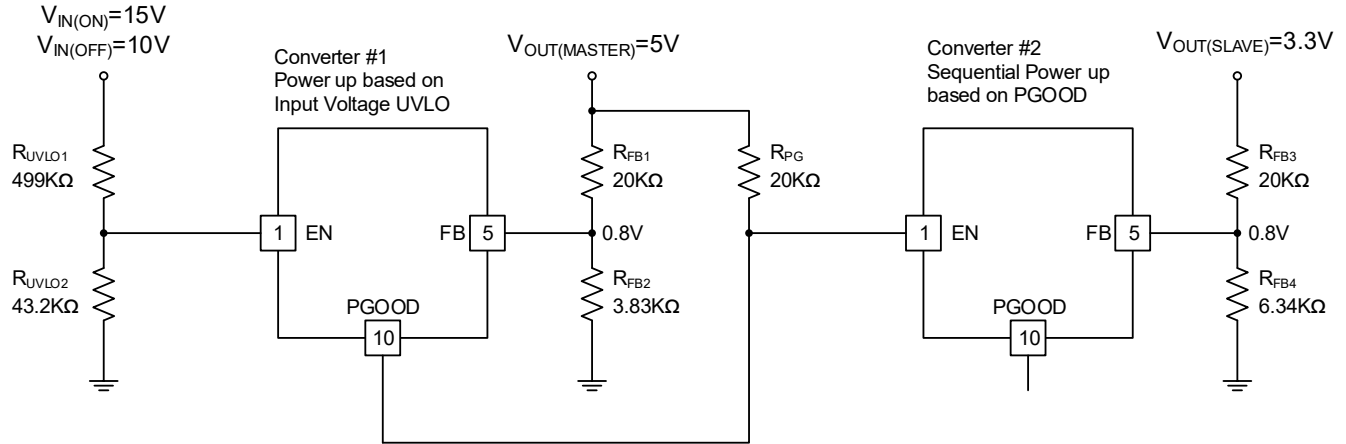 VIN(ON)=15V
VIN(OFF)=10V
Converter #1
Power up based on
Input Voltage UVLO
VOUT(MASTER)=5V
Converter #2
Sequential Power up
based on PGOOD
VOUT(SLAVE)=3.3V
RUVLO1
499KΩ
RFB1
20KΩ
RPG
20KΩ
RFB3
20KΩ
1
EN
FB
5
0.8V
1
EN
FB
5
0.8V
RUVLO2
43.2KΩ
PGOOD
10
RFB2
3.83KΩ
PGOOD
10
RFB4
6.34KΩ